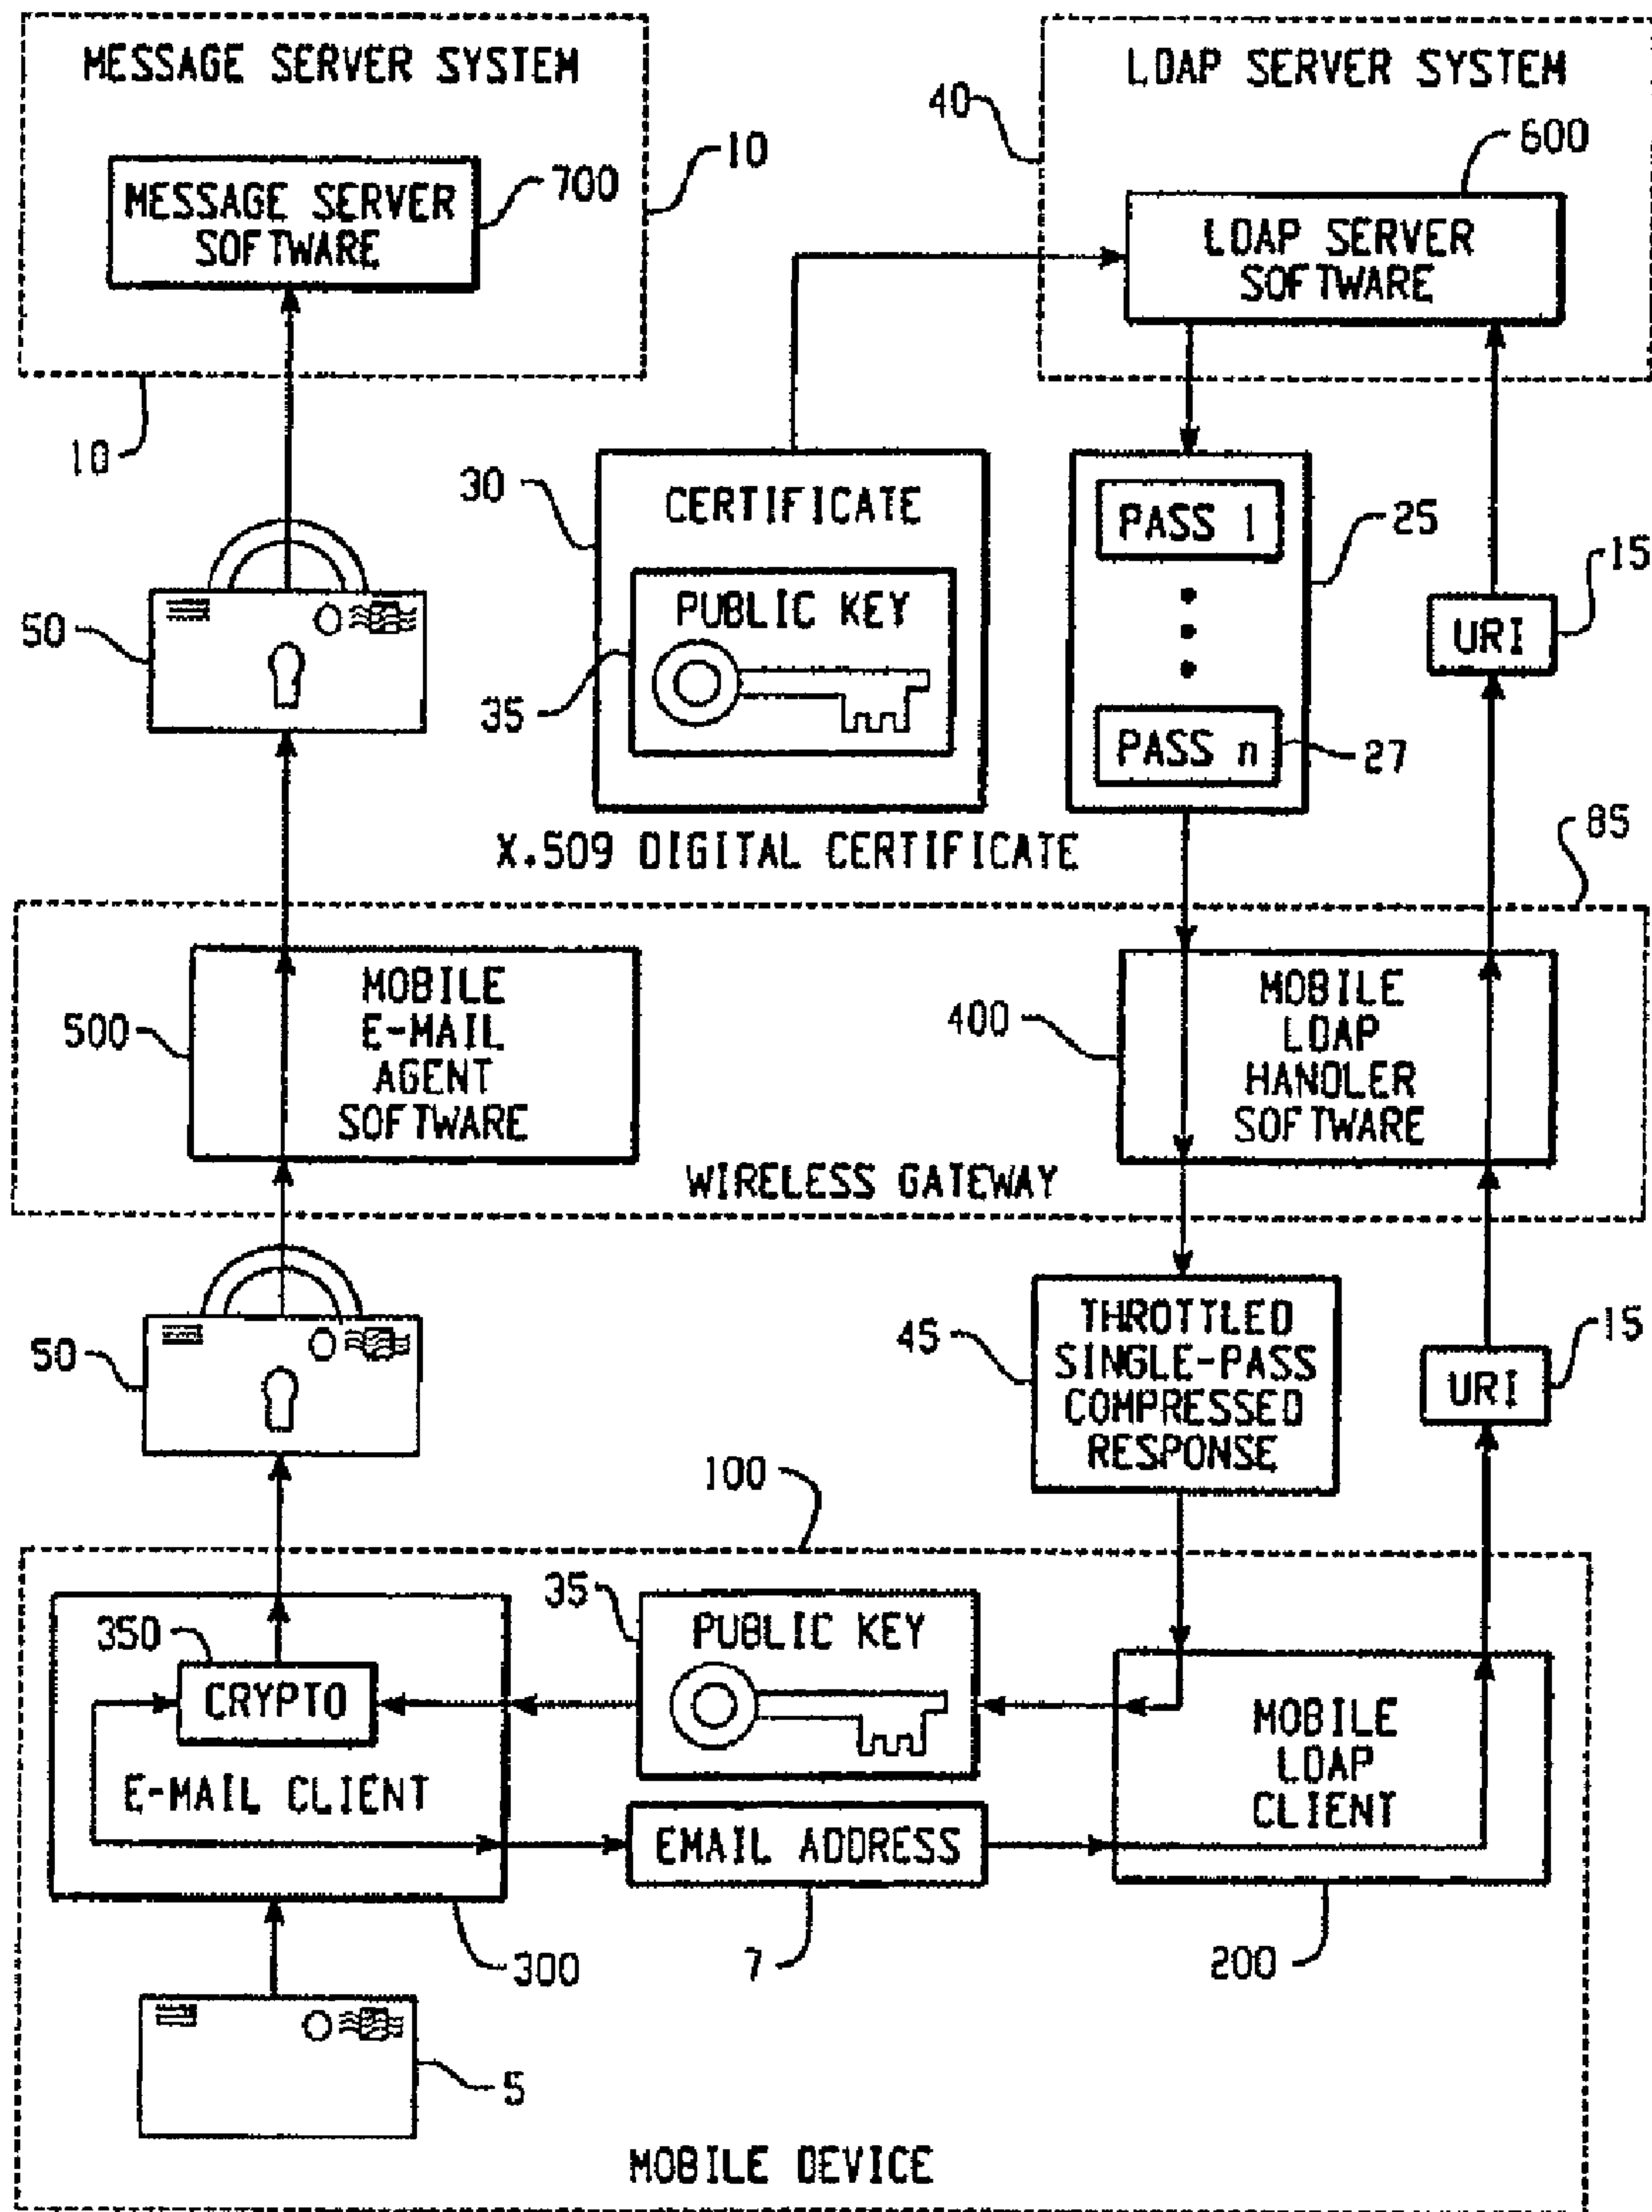 MESSAGE SERVER SYSTEM
LDAP SERVER SYSTEM
40
10
600
700
MESSAGE SERVER
SOFTWARE
LDAP SERVER
SOFTWARE
10
30
CERTIFICATE
PASS 1
25
15
50
PUBLIC KEY
URI
35
PASS n
27
X.509 DIGITAL CERTIFICATE
85
500
MOBILE
E-MAIL
AGENT
SOFTWARE
400
MOBILE
LDAP
HANDLER
SOFTWARE
WIRELESS GATEWAY
50
45
THROTTLED
SINGLE-PASS
COMPRESSED
RESPONSE
15
URI
100
35
PUBLIC KEY
350
CRYPTO
E-MAIL CLIENT
MOBILE
LDAP
CLIENT
EMAIL ADDRESS
300
7
200
5
MOBILE DEVICE